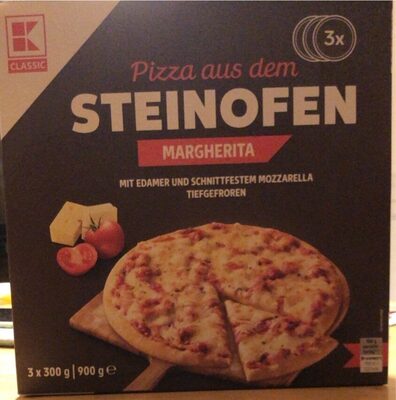 K
CLASSIC
3x
Pizza aus dem
STEINOFEN
MARGHERITA
MIT EDAMER UND SCHNITTFESTEM MOZZARELLA
TIEFGEFROREN
3 x 300 g | 900 g ℮